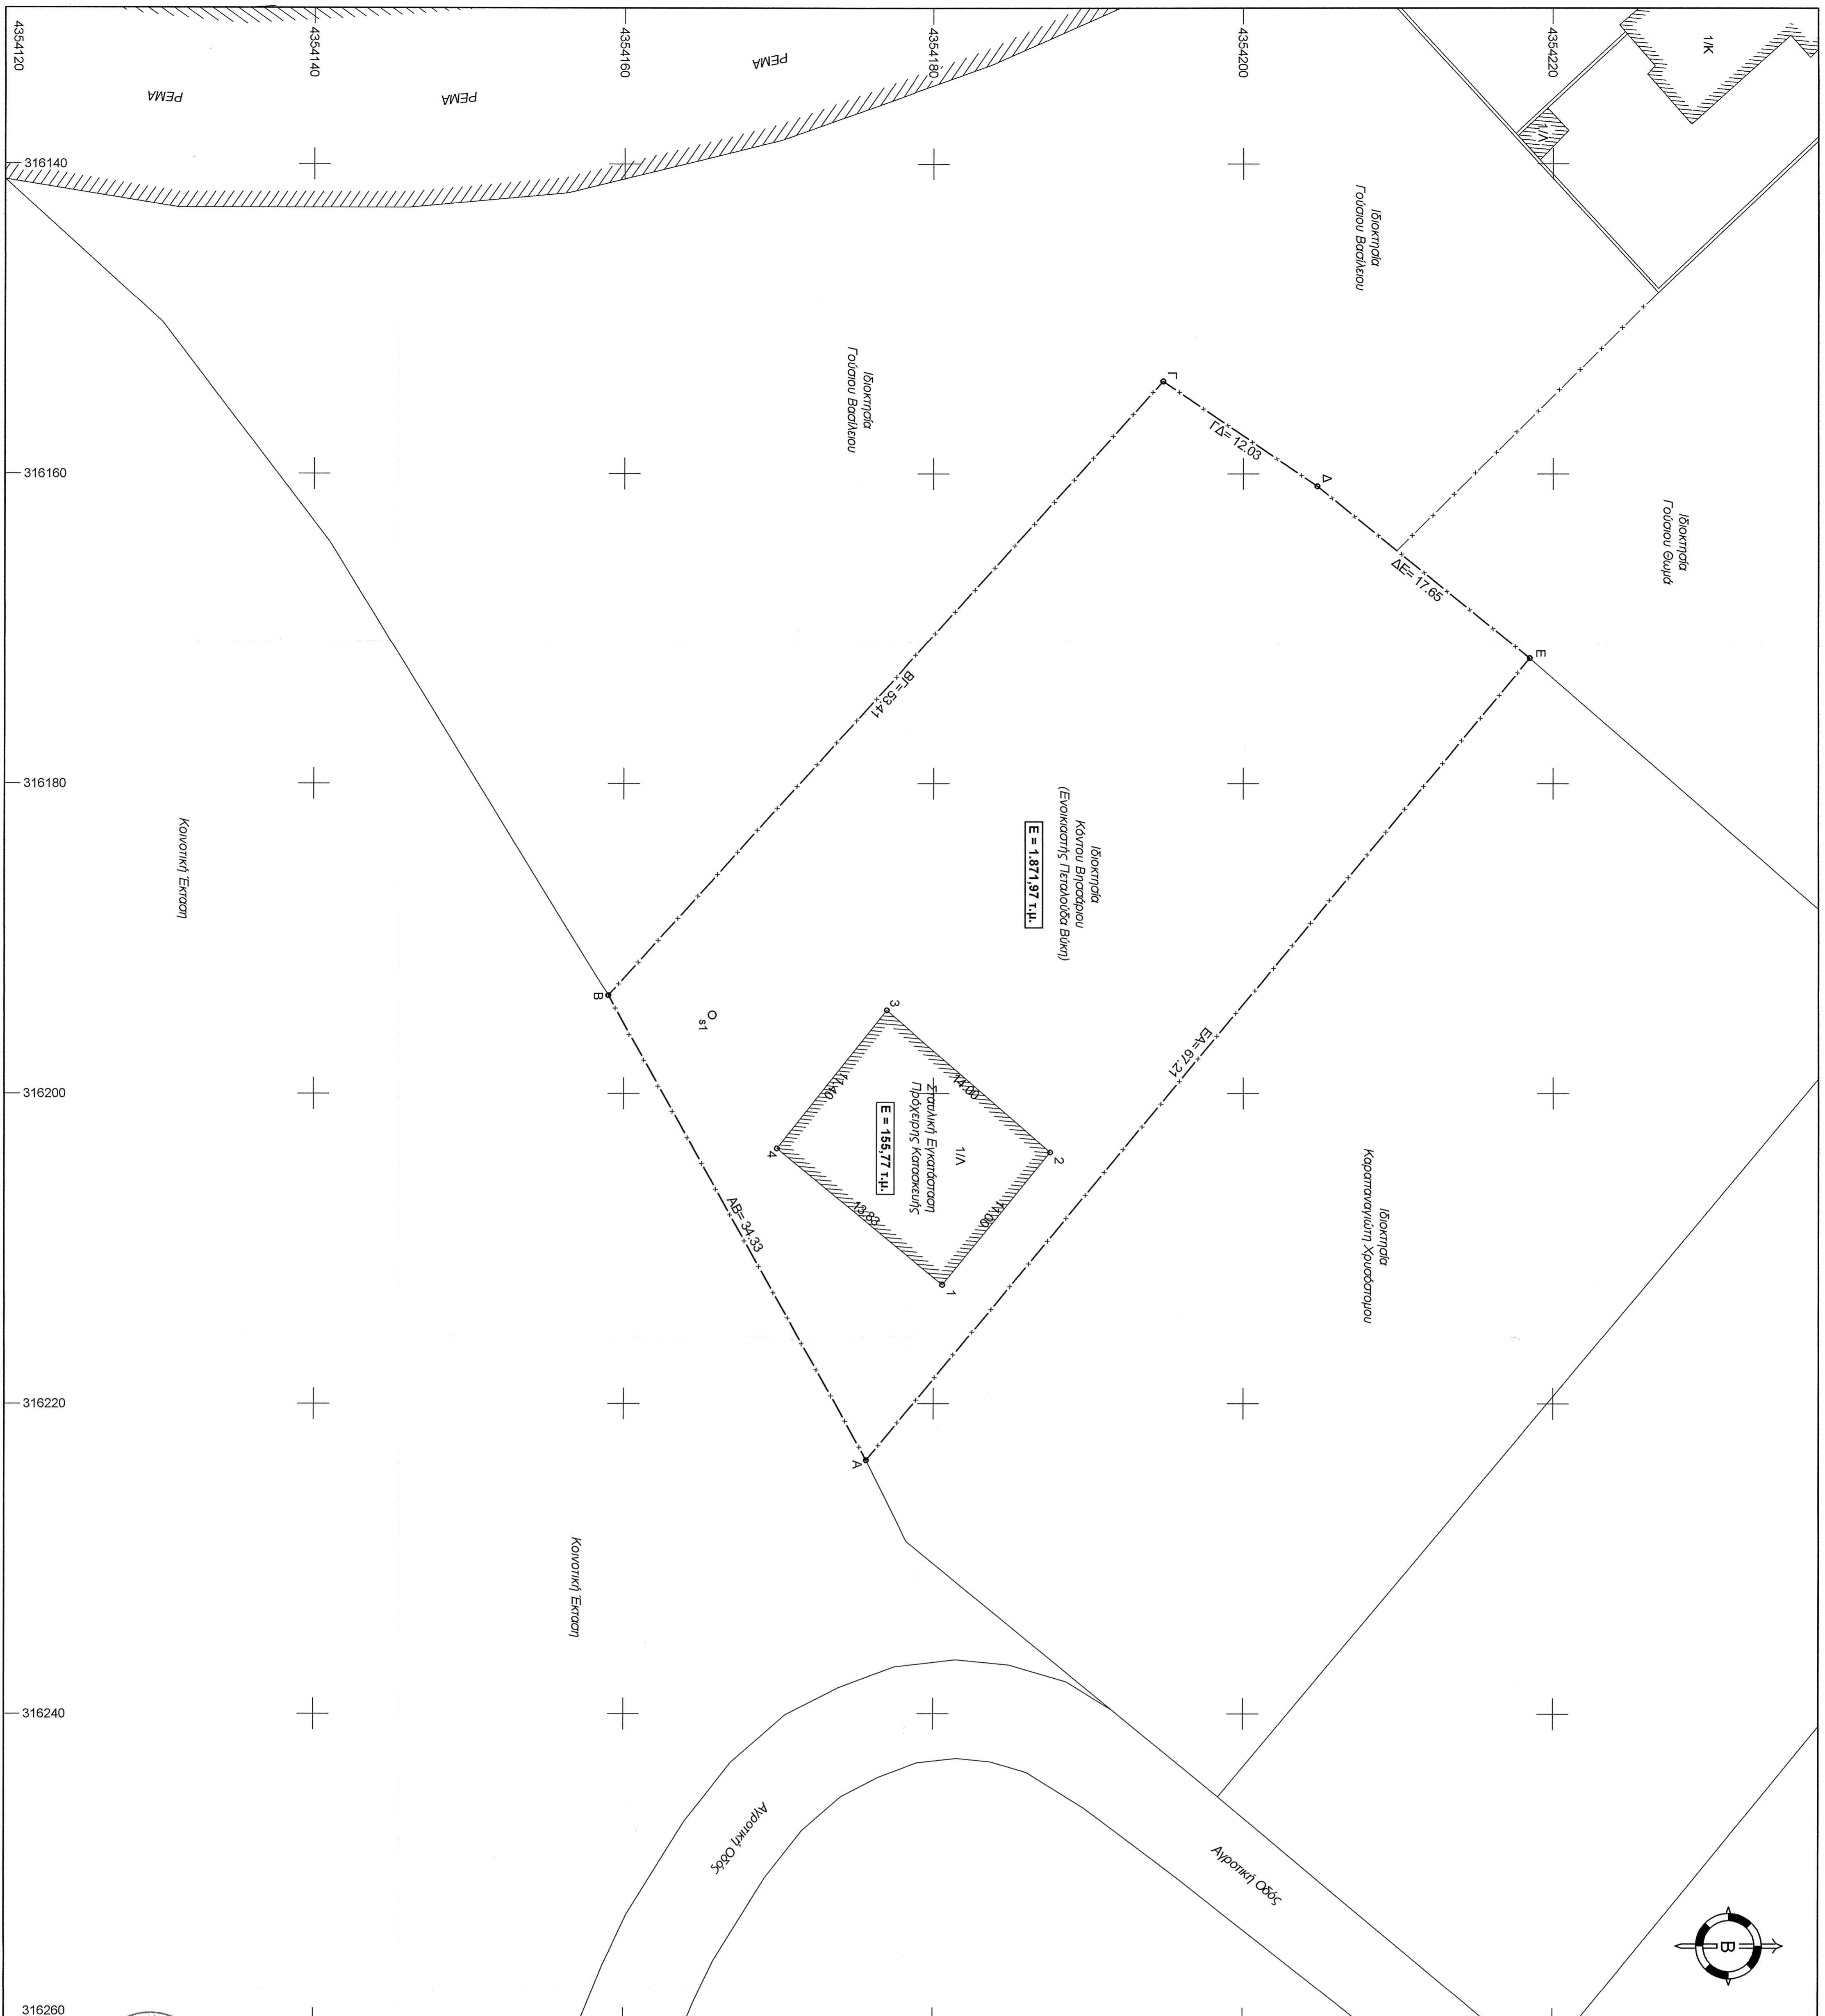 4354120
4354140
4354160
4354180
4354200
4354220
316140
316160
316180
316200
316220
316240
316260
ΡΕΜΑ
ΡΕΜΑ
ΡΕΜΑ
1/Κ
1/Λ
Ιδιοκτησία
Γούσιου Βασίλειου
Ιδιοκτησία
Γούσιου Βασίλειου
Ιδιοκτησία
Γούσιου Θωμά
Γ
ΓΔ= 12.03
Δ
ΔΕ= 17.65
Ε
ΒΓ= 53.41
Ιδιοκτησία
Κόντου Βησσάριου
(Ενοικιαστής Πεταλούδα Βύκη)
Ε = 1.871,97 τ.μ.
ΕΑ= 67.21
Β
s1
3
14.00
2
11.40
1/Λ
Σταυλική Εγκατάσταση
Πρόχειρης Κατασκευής
Ε = 155,77 τ.μ.
4
13.83
11.00
1
ΑΒ= 34.33
Α
Ιδιοκτησία
Καραπαναγιώτη Χρυσόστομου
Κοινοτική Έκταση
Κοινοτική Έκταση
Αγροτική Οδός
Αγροτική Οδός
Β